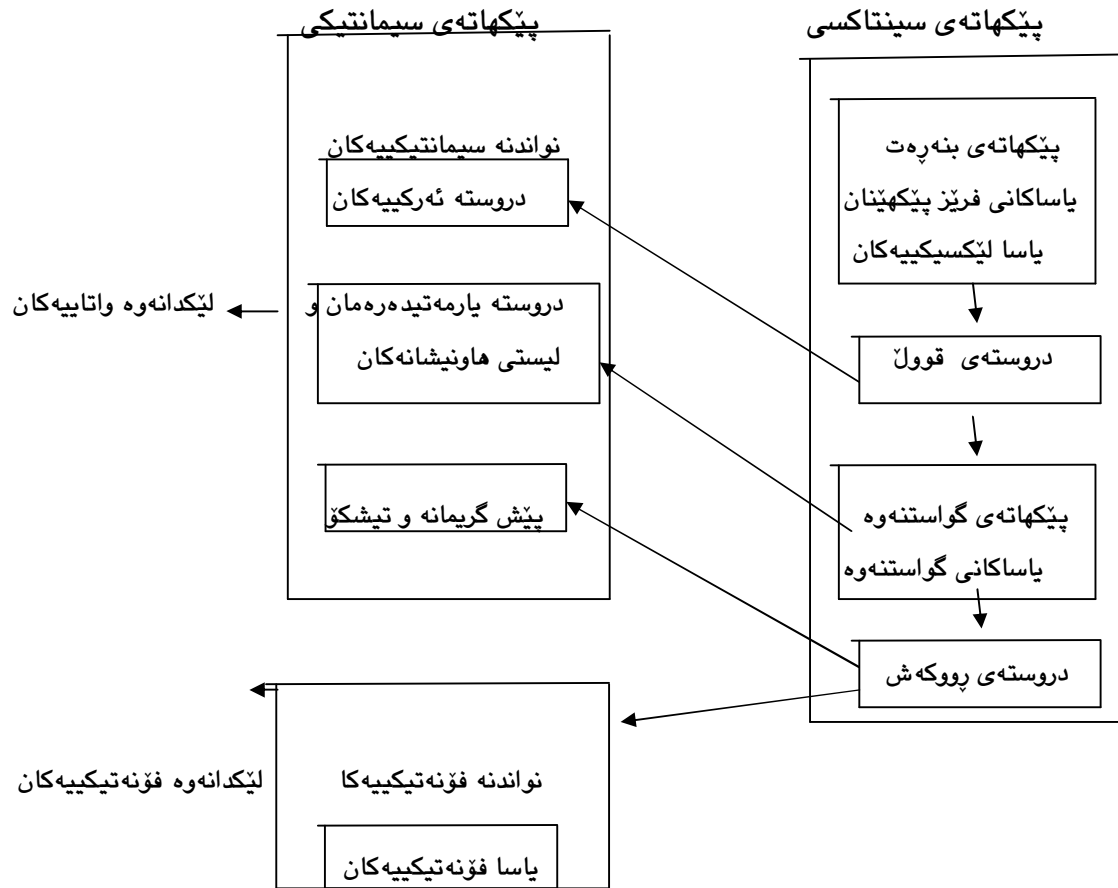 پێکهاتەی سینتاکسی
پێکهاتەی بنەڕەت
یاساکانی فرێز پێکهێنان
یاسا لێکسیکییەکان
دروستەی قووڵ
پێکهاتەی گواستنەوە
یاساکانی گواستنەوە
دروستەی ڕووکەش
پێکهاتەی سیمانتیکی
نواندنە سیمانتیکییەکان
دروستە ئەرکییەکان
دروستە یارمەتیدەرەمان و
لیستی هاونیشانەکان
پێش گریمانە و تیشکۆ
لێکدانەوە واتاییەکان
نواندنە فۆنەتیکییەکا
یاسا فۆنەتیکییەکان
لێکدانەوە فۆنەتیکییەکان